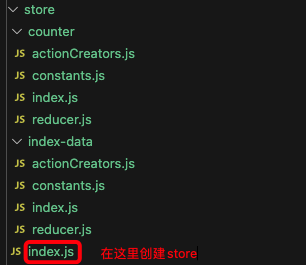 store
counter
JS actionCreators.js
JS constants.js
JS index.js
JS reducer.js
index-data
JS actionCreators.js
JS constants.js
JS index.js
JS reducer.js
JS index.js 在这里创建store